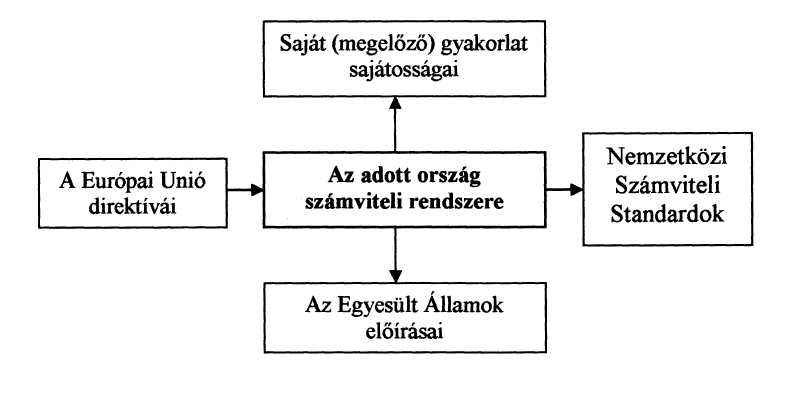 Saját (megelőző) gyakorlat
sajátosságai
A Európai Unió
direktívái
Az adott ország
számviteli rendszere
Nemzetközi
Számviteli
Standardok
Az Egyesült Államok
előírásai